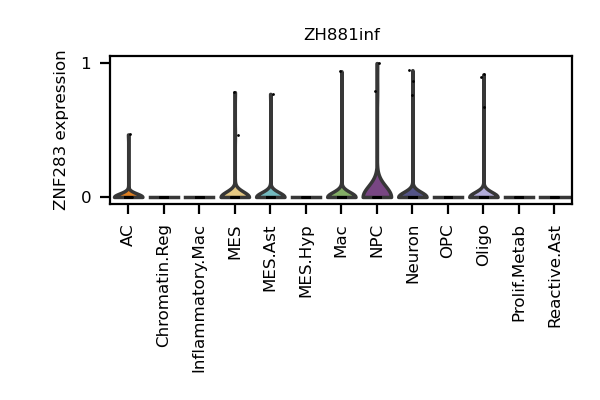 ZH881inf
ZNF283 expression
1
0
AC
Chromatin.Reg
Inflammatory.Mac
MES
MES.Ast
MES.Hyp
Mac
NPC
Neuron
OPC
Oligo
Prolif.Metab
Reactive.Ast